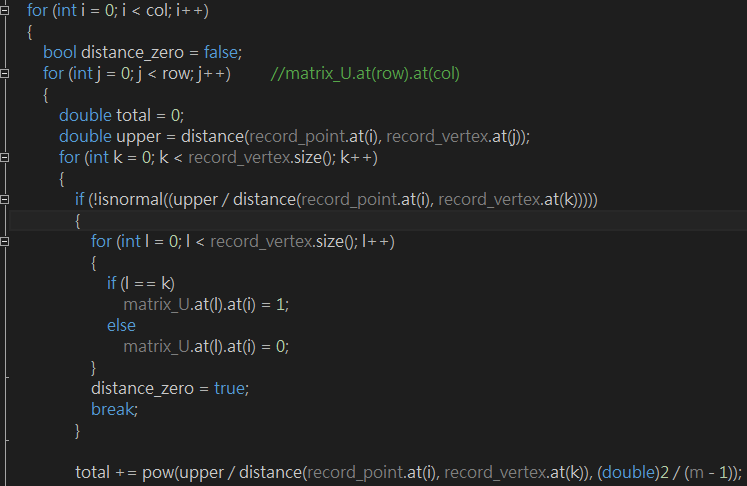 for (int i = 0; i < col; i++)
{
bool distance_zero = false;
for (int j = 0; j < row; j++) //matrix_U.at(row).at(col)
{
double total = 0;
double upper = distance(record_point.at(i), record_vertex.at(j));
for (int k = 0; k < record_vertex.size(); k++)
{
if (!isnormal((upper / distance(record_point.at(i), record_vertex.at(k)))))
{
for (int l = 0; l < record_vertex.size(); l++)
{
if (l == k)
matrix_U.at(l).at(i) = 1;
else
matrix_U.at(l).at(i) = 0;
}
distance_zero = true;
break;
}
total += pow(upper / distance(record_point.at(i), record_vertex.at(k)), (double)2 / (m - 1));